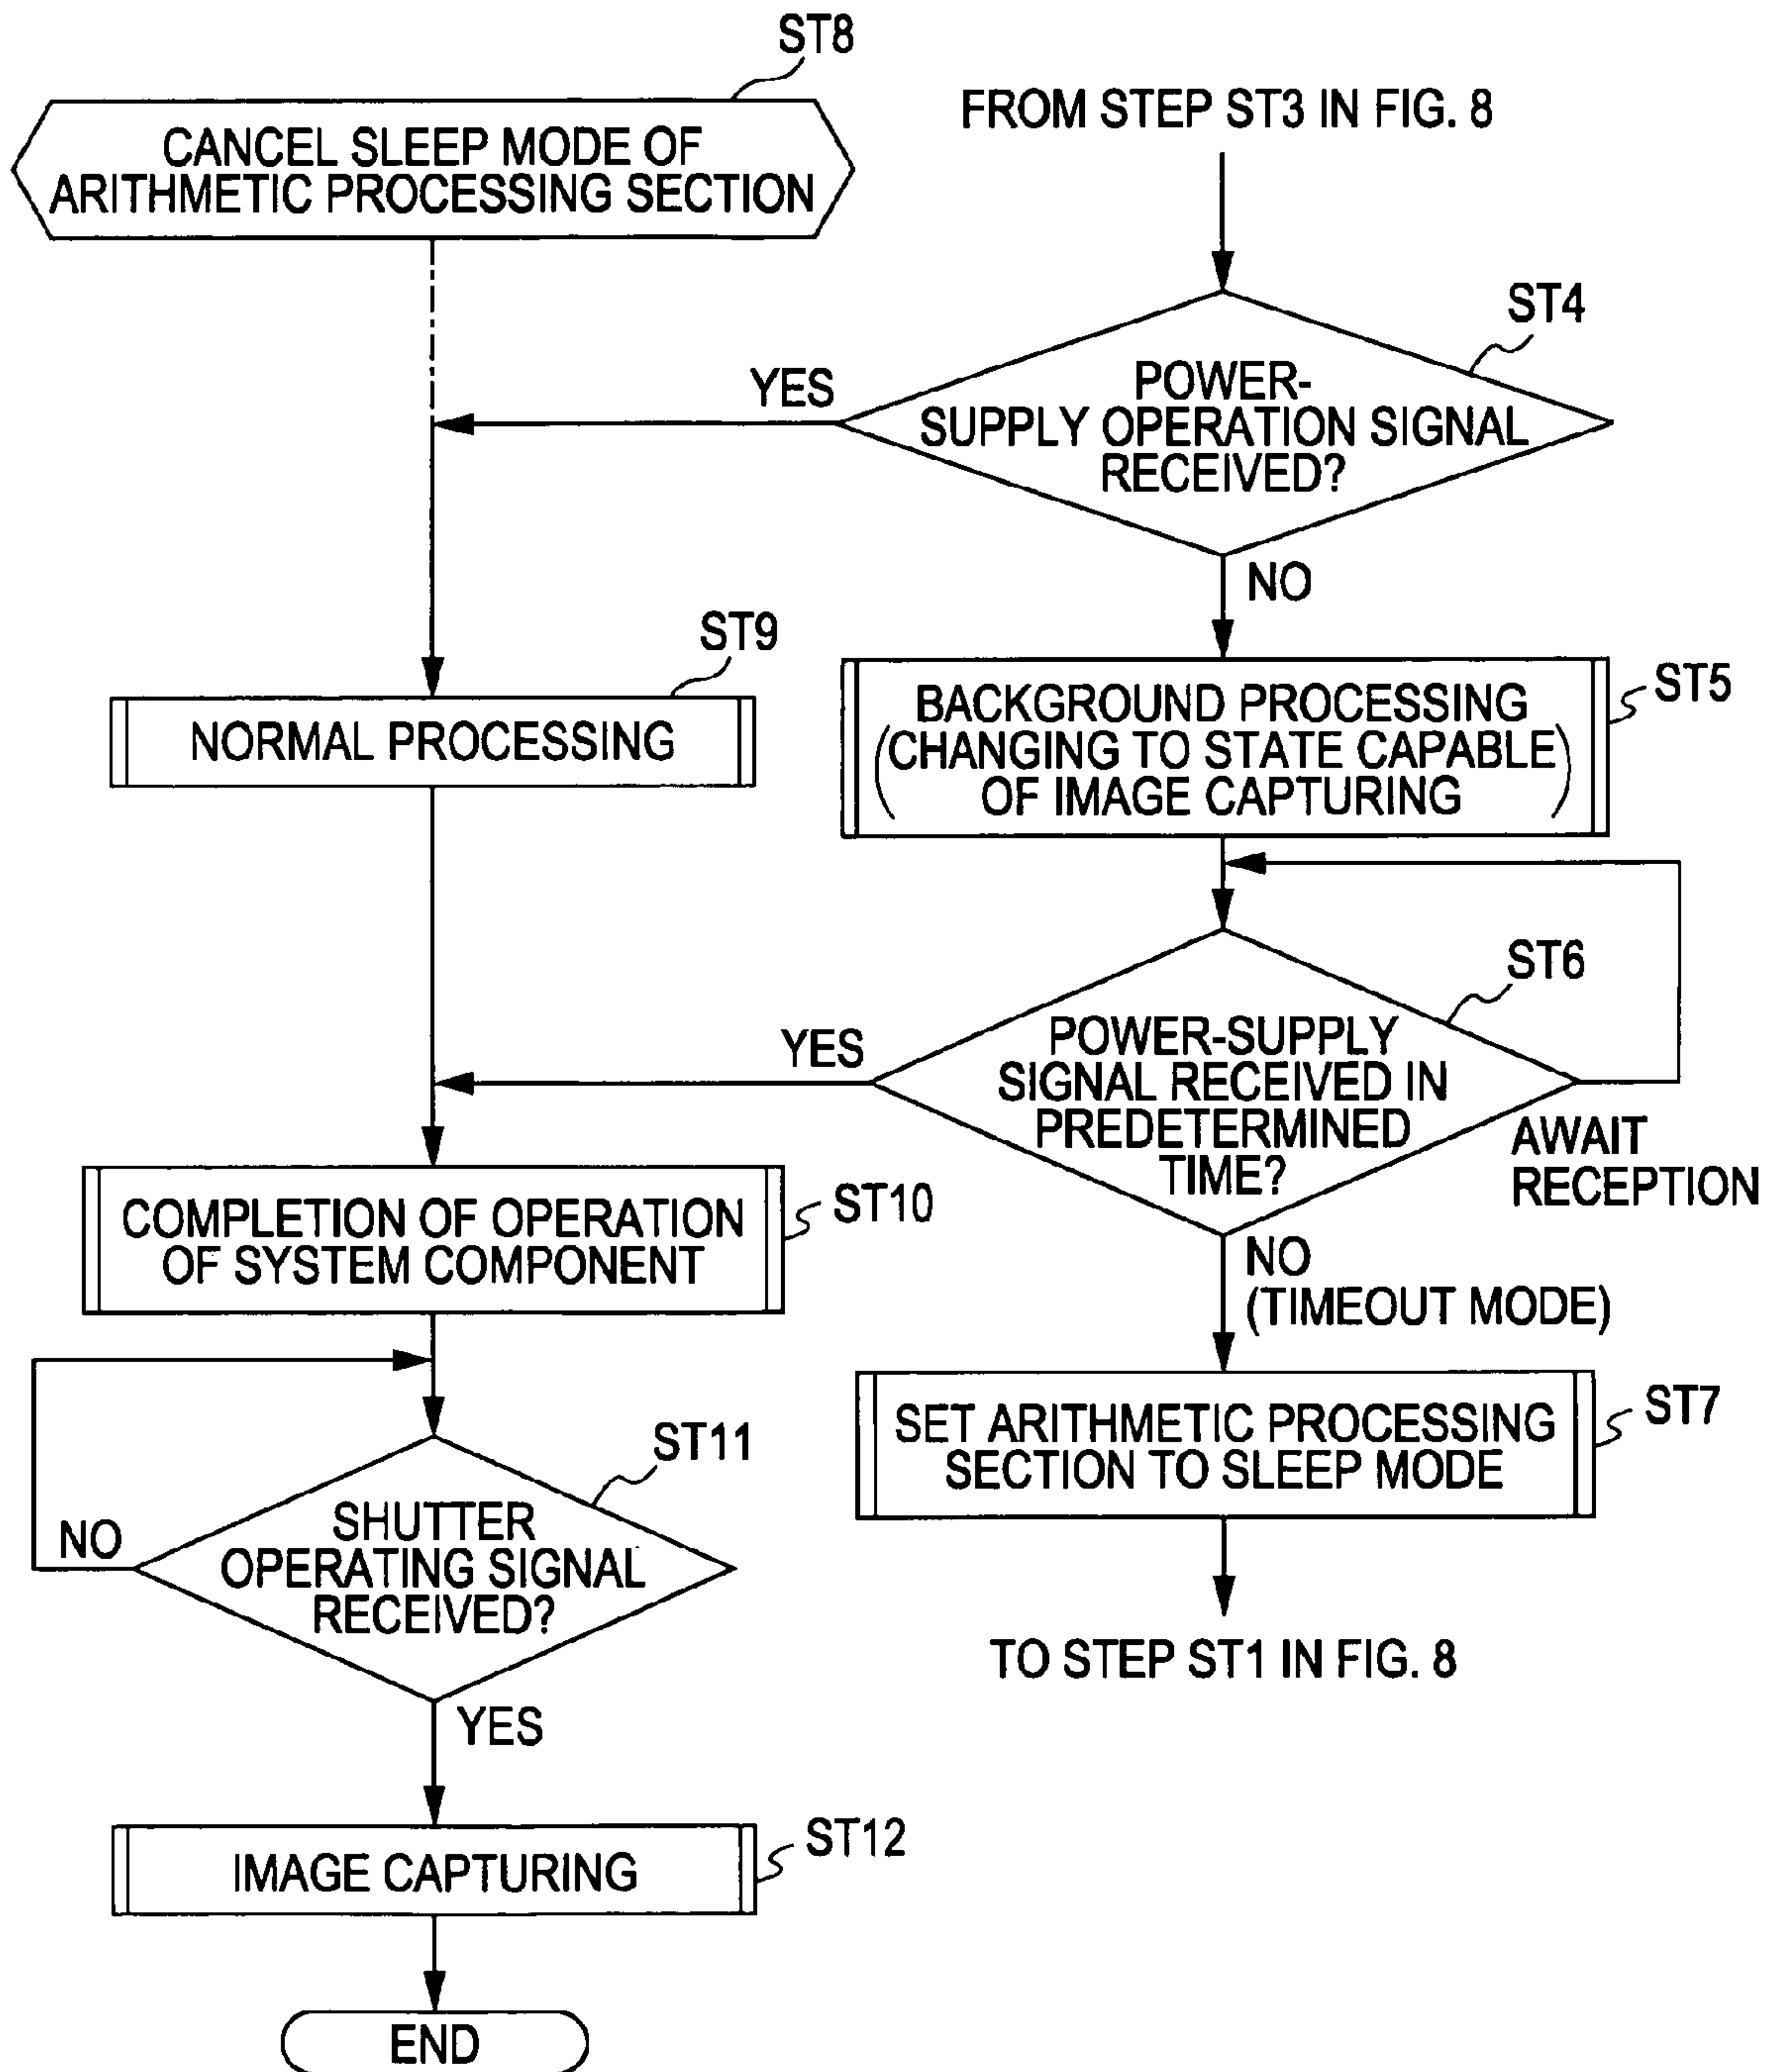 ST8
CANCEL SLEEP MODE OF
ARITHMETIC PROCESSING SECTION
FROM STEP ST3 IN FIG. 8
ST4
POWER-
SUPPLY OPERATION SIGNAL
RECEIVED?
YES
NO
ST9
NORMAL PROCESSING
ST5
BACKGROUND PROCESSING
(CHANGING TO STATE CAPABLE
OF IMAGE CAPTURING)
ST6
POWER-SUPPLY
SIGNAL RECEIVED IN
PREDETERMINED
TIME?
YES
AWAIT
RECEPTION
NO
(TIMEOUT MODE)
ST10
COMPLETION OF OPERATION
OF SYSTEM COMPONENT
ST7
SET ARITHMETIC PROCESSING
SECTION TO SLEEP MODE
TO STEP ST1 IN FIG. 8
ST11
SHUTTER
OPERATING SIGNAL
RECEIVED?
NO
YES
ST12
IMAGE CAPTURING
END